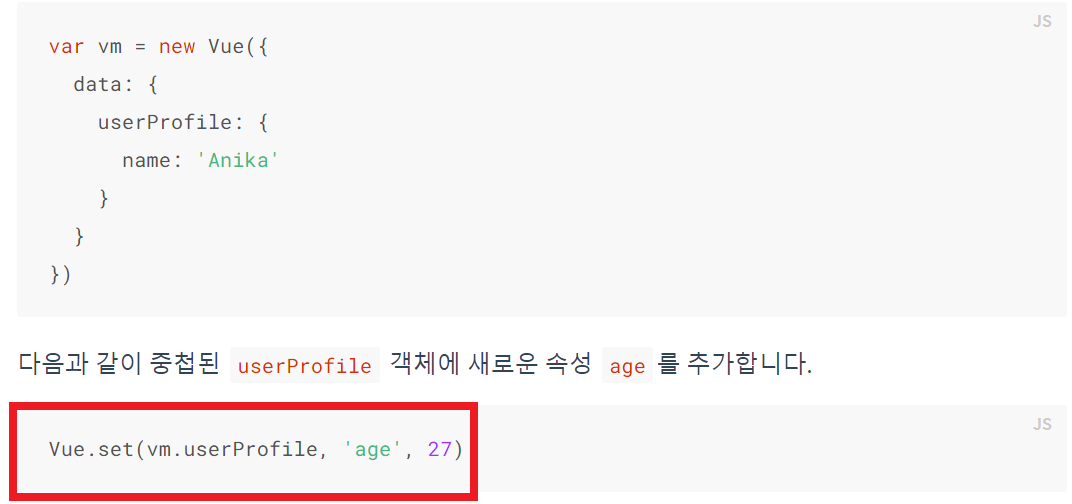 JS
var vm = new Vue({
  data: {
    userProfile: {
      name: 'Anika'
    }
  }
})
다음과 같이 중첩된 userProfile 객체에 새로운 속성 age 를 추가합니다.
JS
Vue.set(vm.userProfile, 'age', 27)